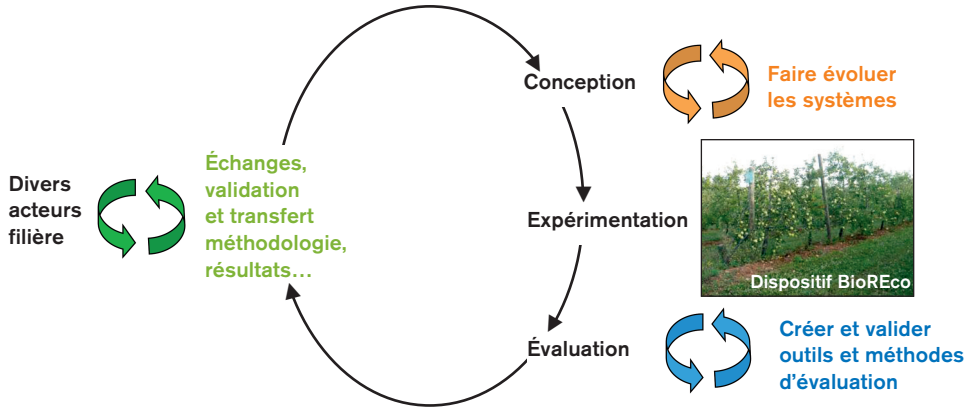 Conception
Faire évoluer
les systèmes
Divers
acteurs
filière
Échanges,
validation
et transfert
méthodologie,
résultats…
Expérimentation
Dispositif BioREco
Évaluation
Créer et valider
outils et méthodes
d'évaluation